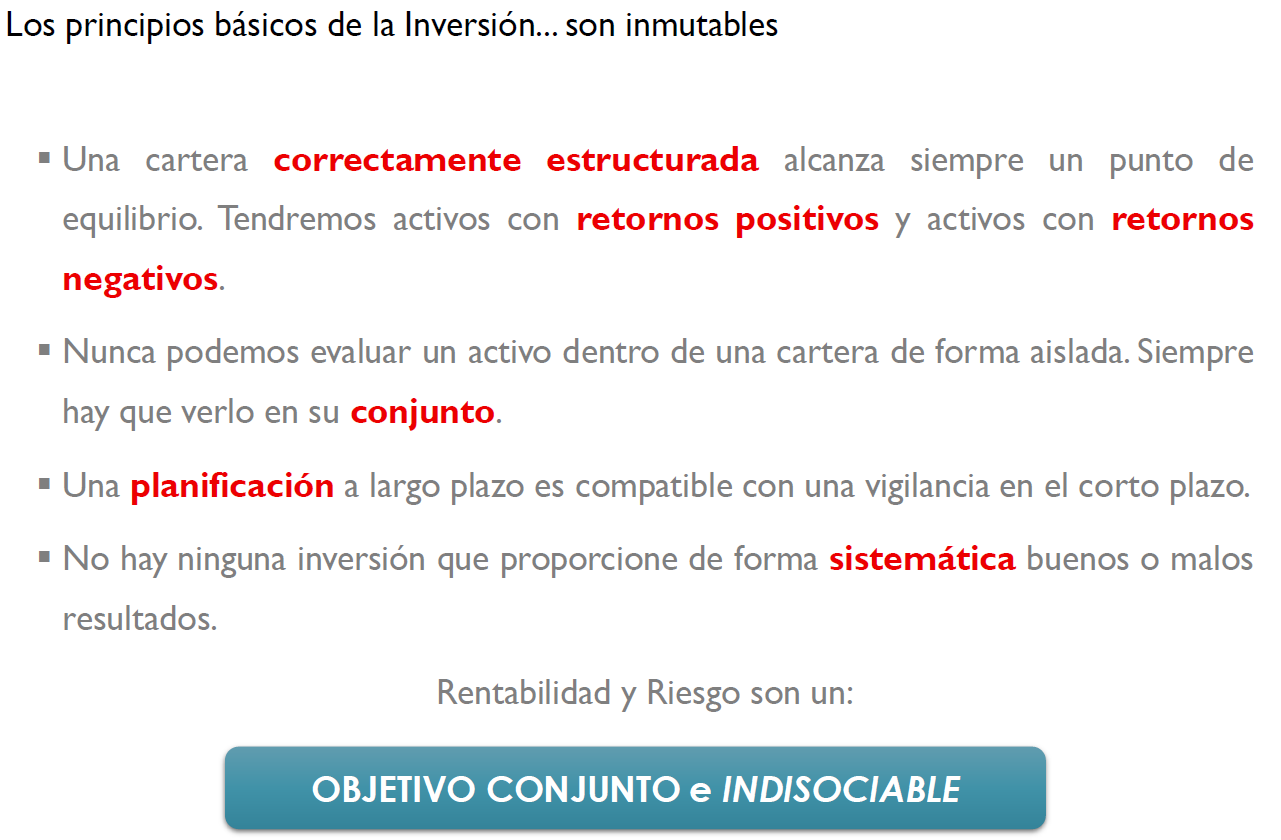 Los principios básicos de la Inversión... son inmutables
▪ Una cartera correctamente estructurada alcanza siempre un punto de
equilibrio. Tendremos activos con retornos positivos y activos con retornos
negativos.
▪ Nunca podemos evaluar un activo dentro de una cartera de forma aislada. Siempre
hay que verlo en su conjunto.
▪ Una planificación a largo plazo es compatible con una vigilancia en el corto plazo.
▪ No hay ninguna inversión que proporcione de forma sistemática buenos o malos
resultados.
Rentabilidad y Riesgo son un:
OBJETIVO CONJUNTO e INDISOCIABLE